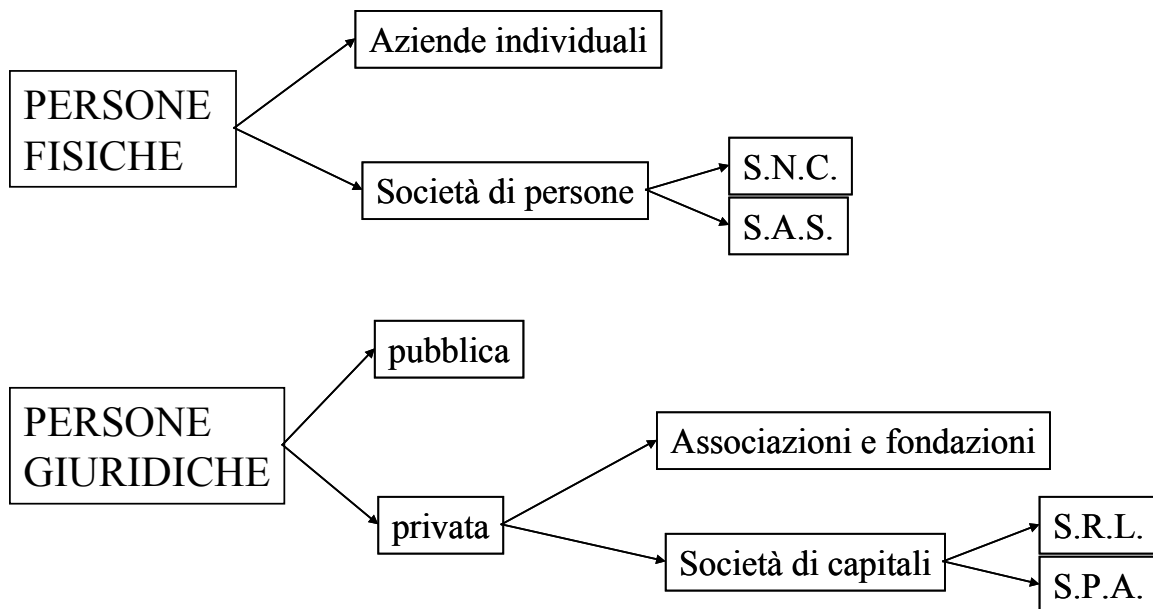 Aziende individuali
PERSONE
FISICHE
Società di persone
S.N.C.
S.A.S.
pubblica
PERSONE
GIURIDICHE
privata
Associazioni e fondazioni
Società di capitali
S.R.L.
S.P.A.